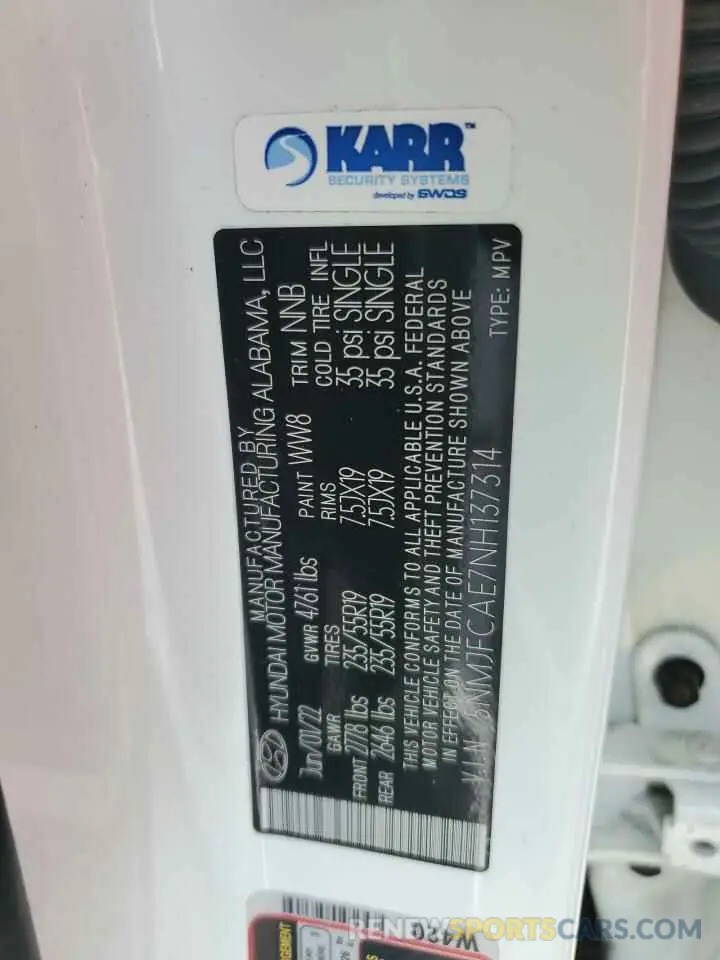 KARR™
SECURITY SYSTEMS
developed by SWDS
MANUFACTURED BY
HYUNDAI MOTOR MANUFACTURING ALABAMA, LLC
Jun/01/22 GVWR 4761 lbs PAINT WW8 TRIM NNB
GAWR TIRES RIMS COLD TIRE INFL
FRONT 2778 lbs 235/55R19 7.5JX19 35 psi SINGLE
REAR 2646 lbs 235/55R19 7.5JX19 35 psi SINGLE
THIS VEHICLE CONFORMS TO ALL APPLICABLE U.S.A. FEDERAL
MOTOR VEHICLE SAFETY AND THEFT PREVENTION STANDARDS
IN EFFECT ON THE DATE OF MANUFACTURE SHOWN ABOVE
V.I.N 5NMJFCAE7NH137314 TYPE: MPV
W420
RENEWSPORTSCARS.COM